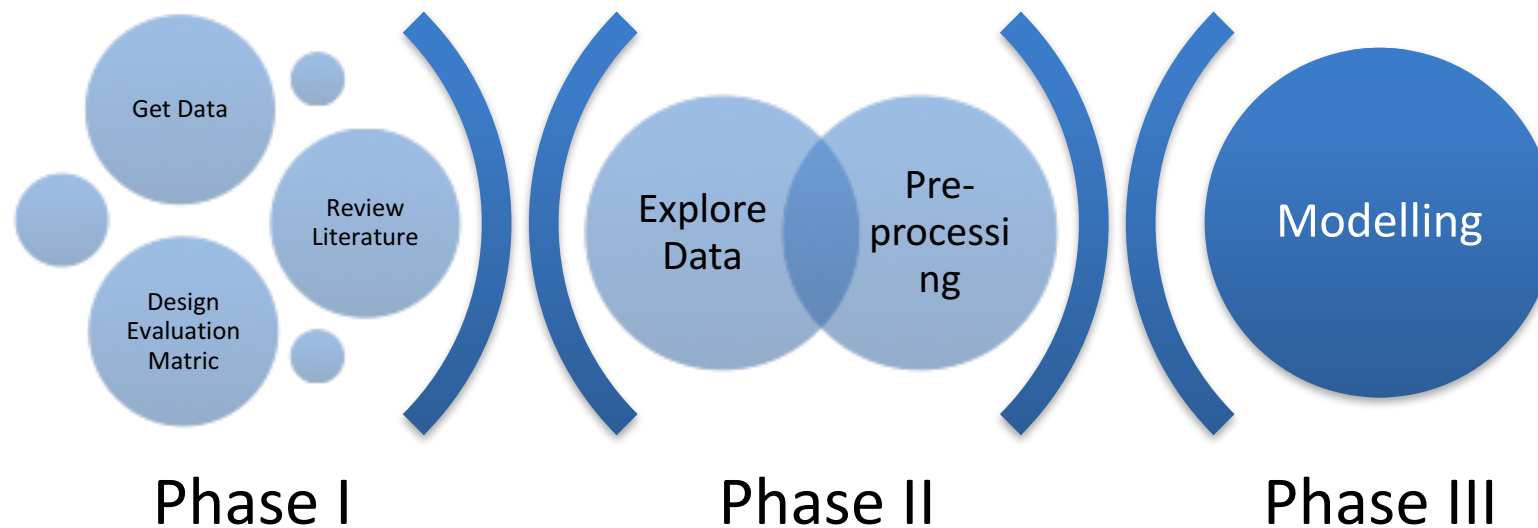 Get Data
Review
Literature
Design
Evaluation
Matric
Explore
Data
Pre-
processi
ng
Modelling
Phase I
Phase II
Phase III